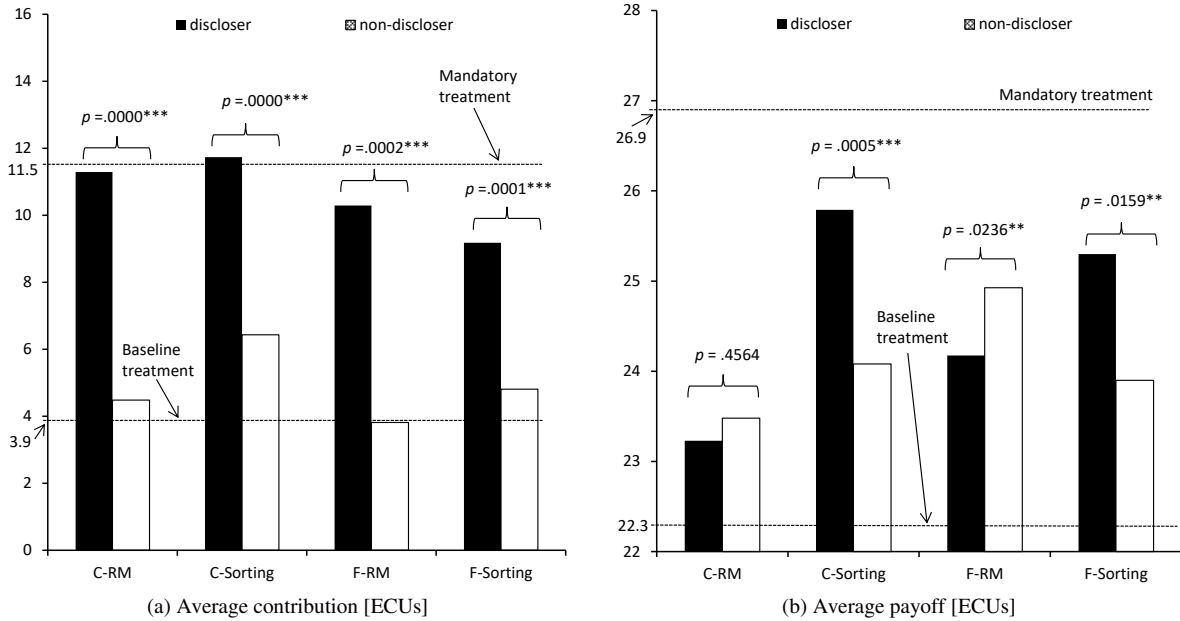 16
14
12
11.5
10
8
6
4
3.9
2
0
discloser
non-discloser
Mandatory
treatment
p =.0000***
p =.0000***
p =.0002***
p =.0001***
Baseline
treatment
C-RM
C-Sorting
F-RM
F-Sorting
(a) Average contribution [ECUs]
28
27
26.9
26
25
24
23
22.3
22
discloser
non-discloser
Mandatory treatment
p = .0005***
p = .0159**
p = .0236**
Baseline
treatment
p = .4564
C-RM
C-Sorting
F-RM
F-Sorting
(b) Average payoff [ECUs]